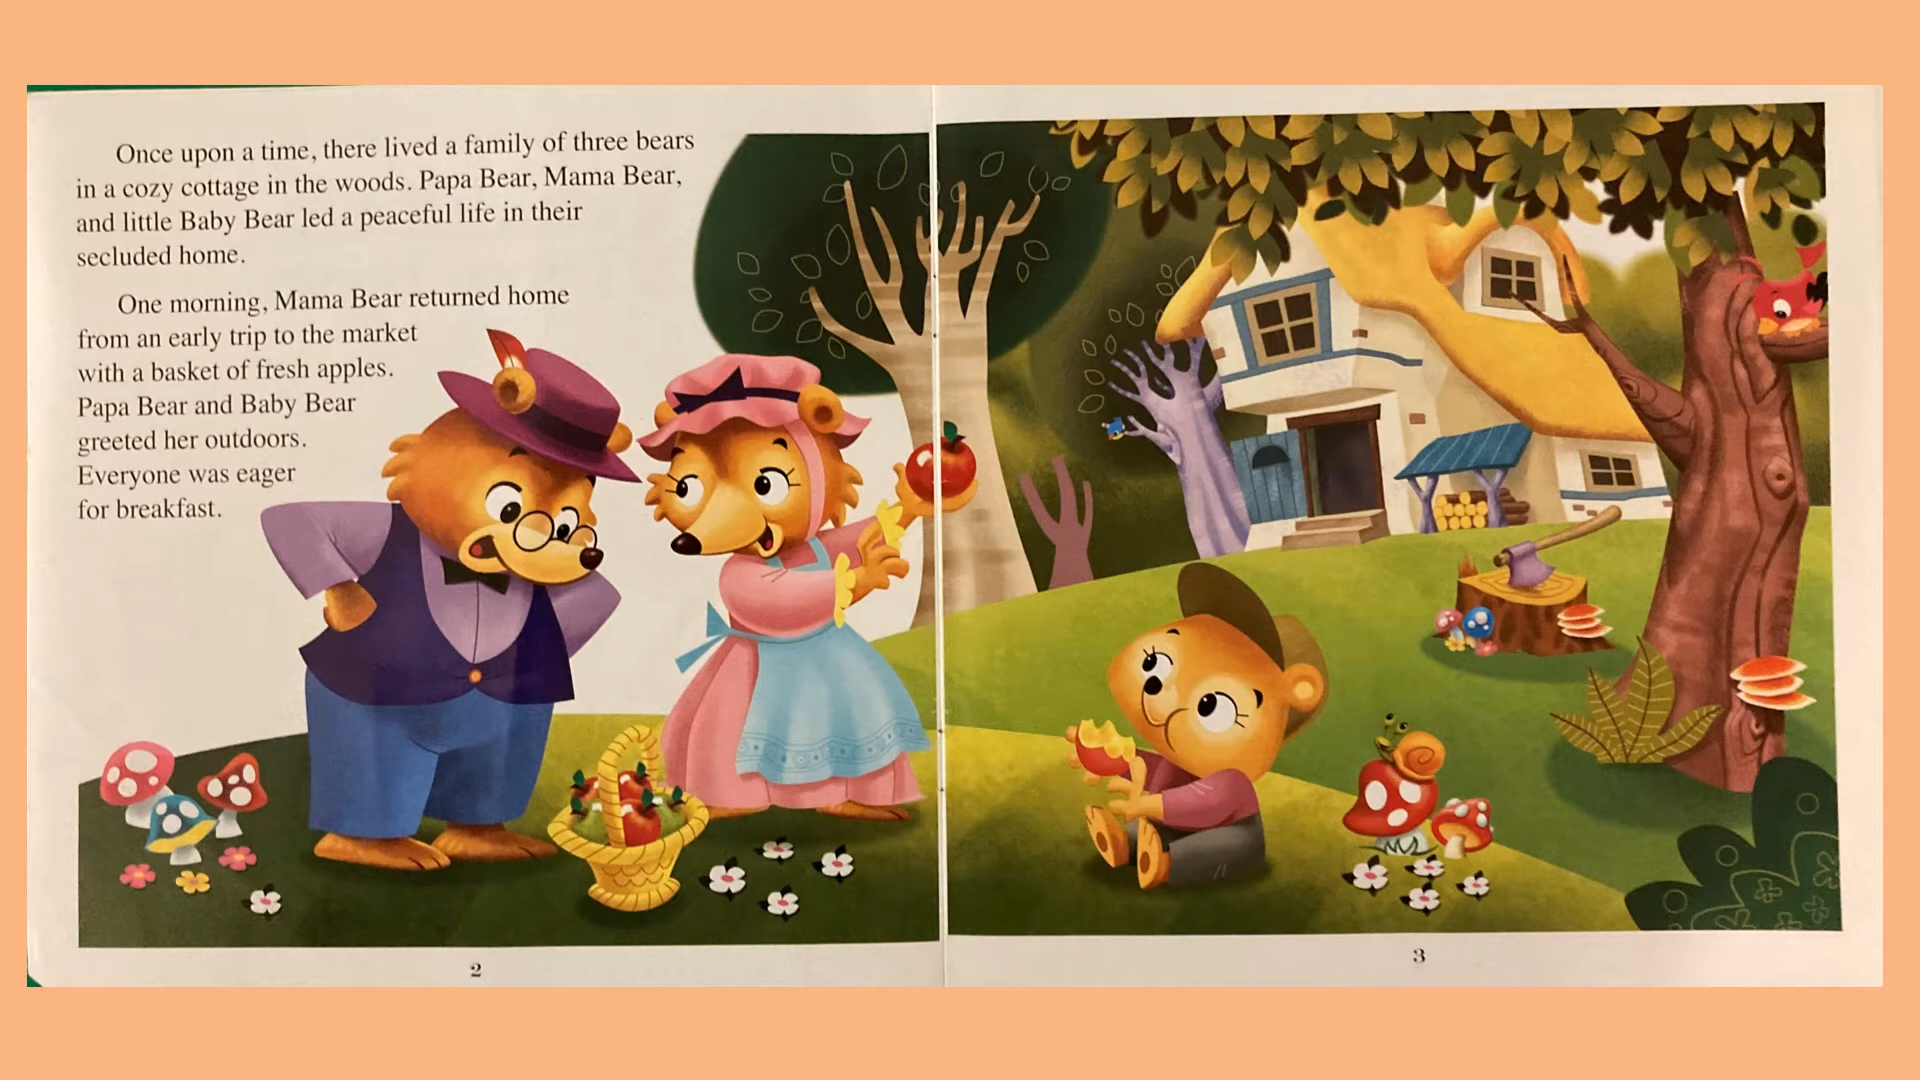 Once upon a time, there lived a family of three bears
in a cozy cottage in the woods. Papa Bear, Mama Bear,
and little Baby Bear led a peaceful life in their
secluded home.
One morning, Mama Bear returned home
from an early trip to the market
with a basket of fresh apples.
Papa Bear and Baby Bear
greeted her outdoors.
Everyone was eager
for breakfast.
2
3